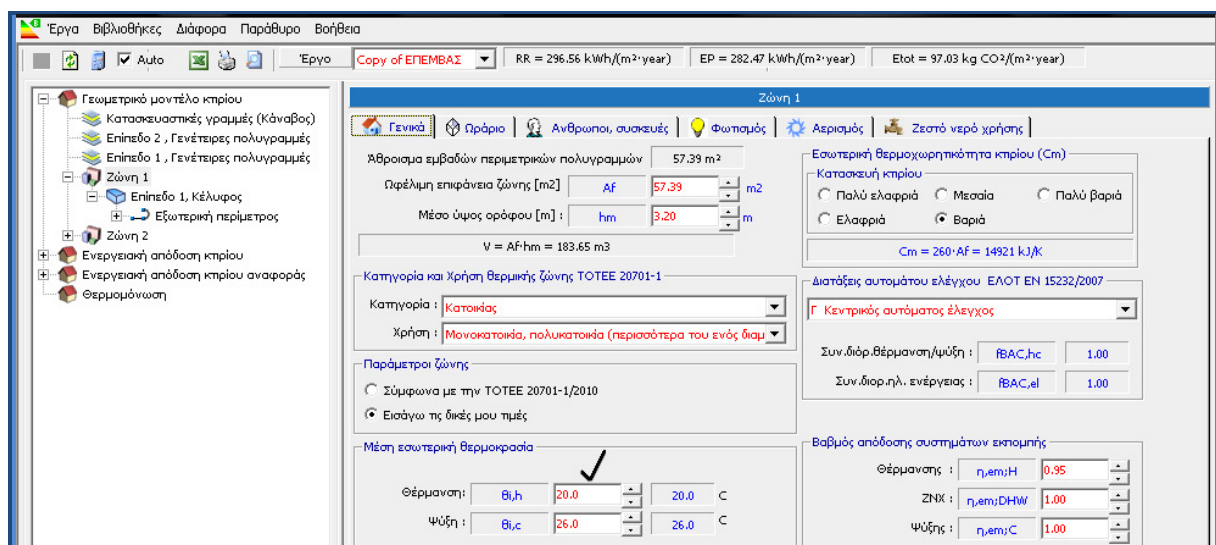 Έργα Βιβλιοθήκες Διάφορα Παράθυρο Βοήθεια
Auto Έργο Copy of ΕΠΕΜΒΑΣ RR = 296.56 kWh/(m²·year) EP = 282.47 kWh/(m²·year) Etot = 97.03 kg CO2/(m²·year)
Γεωμετρικό μοντέλο κτιρίου
Κατασκευαστικές γραμμές (Κάναβος)
Επίπεδο 2 , Γενέτειρες πολυγραμμές
Επίπεδο 1 , Γενέτειρες πολυγραμμές
Ζώνη 1
Επίπεδο 1, Κέλυφος
Εξωτερική περίμετρος
Ζώνη 2
Ενεργειακή απόδοση κτιρίου
Ενεργειακή απόδοση κτιρίου αναφοράς
Θερμομόνωση
Ζώνη 1
Γενικά Ωράριο Ανθρωποι, συσκευές Φωτισμός Αερισμός Ζεστό νερό χρήσης
Άθροισμα εμβαδών περιμετρικών πολυγραμμών 57.39 m²
Ωφέλιμη επιφάνεια ζώνης [m2] Af 57.39 m2
Μέσο ύψος ορόφου [m] : hm 3.20 m
V = Af·hm = 183.65 m3
Κατηγορία και Χρήση θερμικής ζώνης ΤΟΤΕΕ 20701-1
Κατηγορία : Κατοικίας
Χρήση : Μονοκατοικία, πολυκατοικία (περισσότερα του ενός διαμ
Παράμετροι ζώνης
Σύμφωνα με την ΤΟΤΕΕ 20701-1/2010
Εισάγω τις δικές μου τιμές
Μέση εσωτερική θερμοκρασία
Θέρμανση: θi,h 20.0 20.0 C
Ψύξη : θi,c 26.0 26.0 C
Εσωτερική θερμοχωρητικότητα κτιρίου (Cm)
Κατασκευή κτιρίου
Πολύ ελαφριά Μεσαία Πολύ βαριά
Ελαφριά Βαριά
Cm = 260·Af = 14921 kJ/K
Διατάξεις αυτομάτου ελέγχου ΕΛΟΤ ΕΝ 15232/2007
Γ Κεντρικός αυτόματος έλεγχος
Συν.διόρ.θέρμανση/ψύξη : fBAC,hc 1.00
Συν.διορ.ηλ. ενέργειας : fBAC,el 1.00
Βαβμός απόδοσης συστημάτων εκπομπής
Θέρμανσης : η,em;H 0.95
ΖΝΧ : η,em;DHW 1.00
Ψύξης : η,em;C 1.00